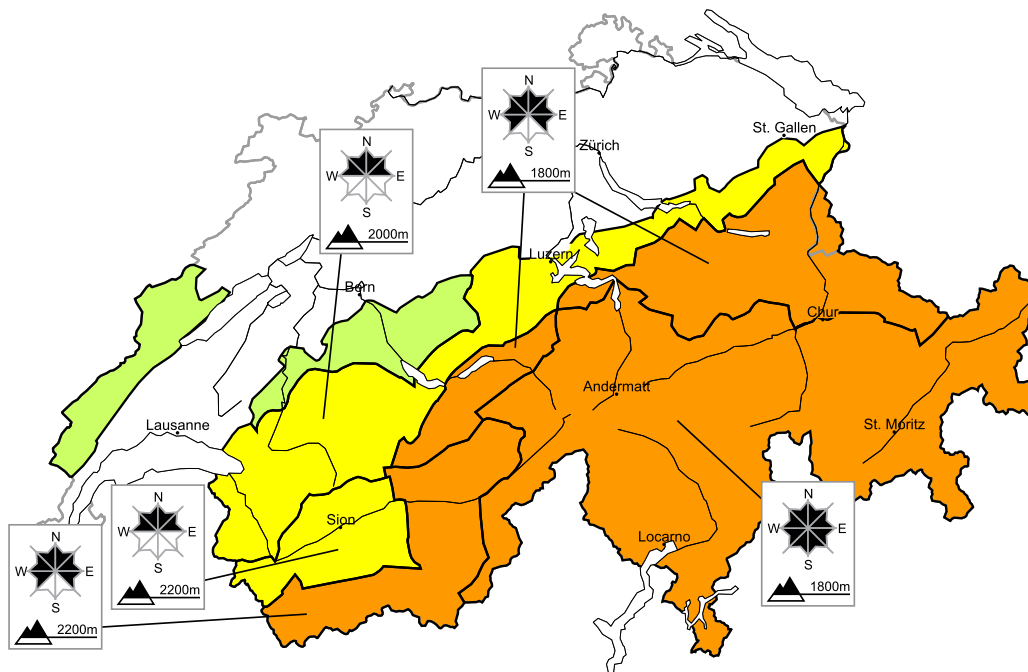 N
St. Gallen
W E
Zürich
S
N
1800m
W E
S
2000m
Luzern
Bern
Chur
Andermatt
St. Moritz
Lausanne
N
W E
Sion
S
N
W E
Locarno
S
N
W E
S
2200m
1800m
2200m